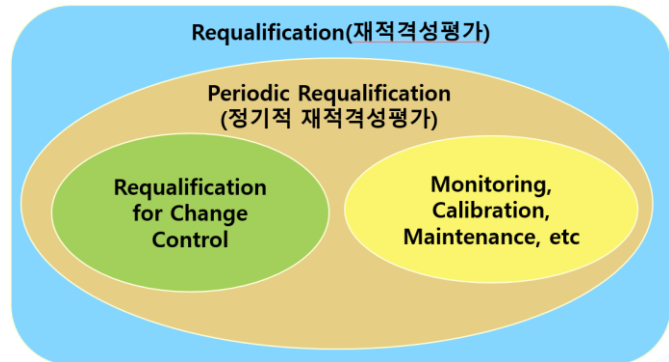 Requalification(재적격성평가)
Periodic Requalification
(정기적 재적격성평가)
Requalification
for Change
Control
Monitoring,
Calibration,
Maintenance, etc